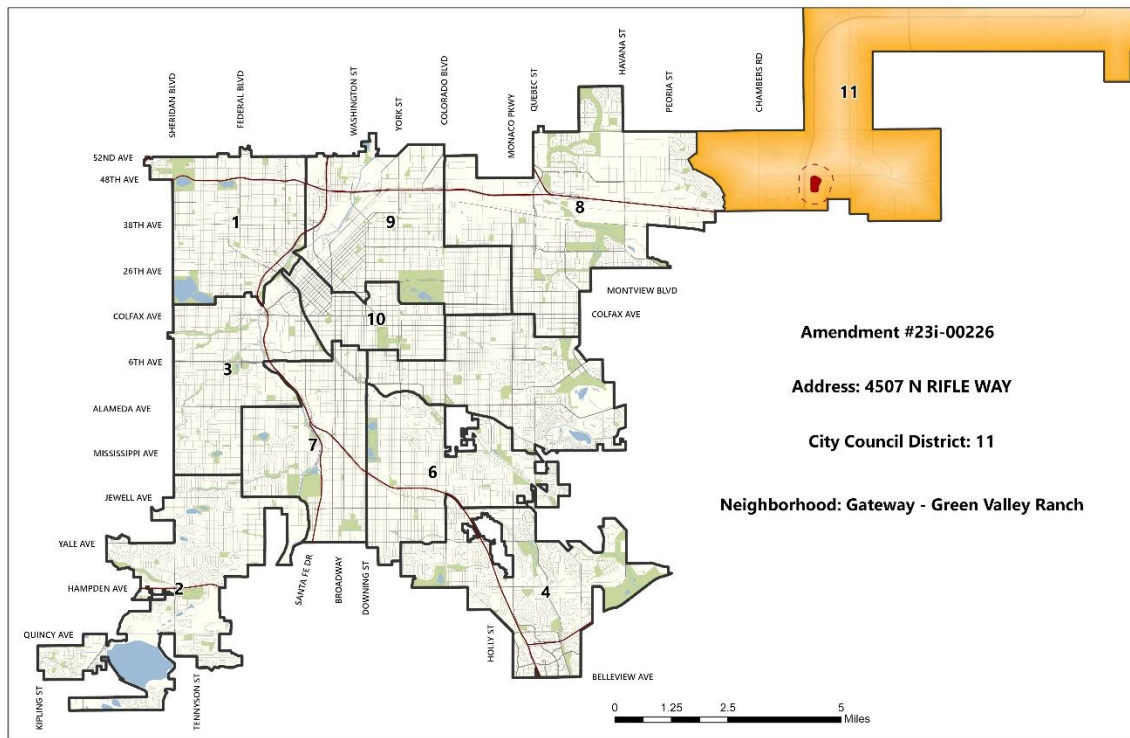 SHERIDAN BLVD
FEDERAL BLVD
WASHINGTON ST
YORK ST
COLORADO BLVD
MONACO PKWY
QUEBEC ST
HAVANA ST
PEORIA ST
CHAMBERS RD
11
52ND AVE
48TH AVE
38TH AVE
26TH AVE
COLFAX AVE
6TH AVE
ALAMEDA AVE
MISSISSIPPI AVE
JEWELL AVE
YALE AVE
HAMPDEN AVE
QUINCY AVE
1
9
8
10
3
7
6
2
4
MONTVIEW BLVD
COLFAX AVE
Amendment #23i-00226
Address: 4507 N RIFLE WAY
City Council District: 11
Neighborhood: Gateway - Green Valley Ranch
SANTA FE DR
BROADWAY
DOWNING ST
HOLLY ST
BELLEVIEW AVE
KIPLING ST
TENNYSON ST
0 1.25 2.5 5
Miles